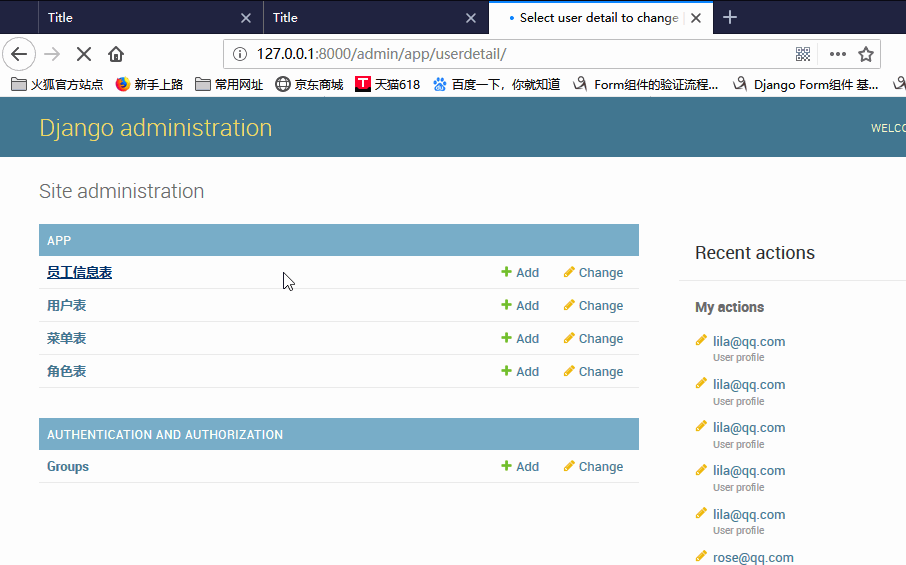 Title
Title
Select user detail to change
127.0.0.1:8000/admin/app/userdetail/
火狐官方站点 新手上路 常用网址 京东商城 T 天猫618 百度一下，你就知道 Form组件的验证流程... Django Form组件 基...
Django administration
WELCO
Site administration
APP
员工信息表 Add Change
用户表 Add Change
菜单表 Add Change
角色表 Add Change
AUTHENTICATION AND AUTHORIZATION
Groups Add Change
Recent actions
My actions
lila@qq.com
User profile
lila@qq.com
User profile
lila@qq.com
User profile
lila@qq.com
User profile
lila@qq.com
User profile
rose@qq.com